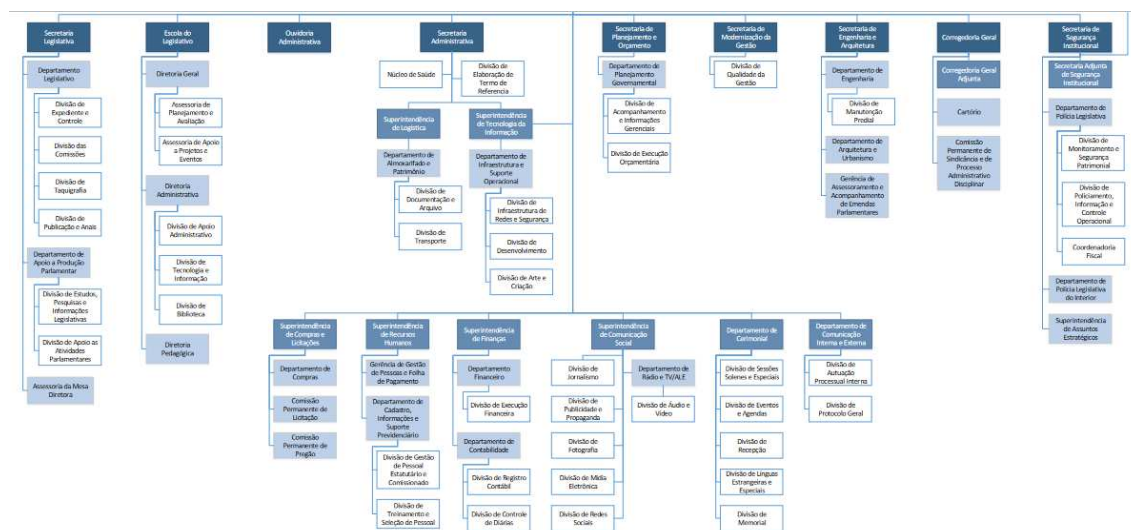 Secretaria
Legislativa
Departamento
Legislativo
Divisão de
Expediente e
Controle
Divisão das
Comissões
Divisão de
Taquigrafia
Divisão de
Publicação e Anais
Departamento de
Apoio a Produção
Parlamentar
Divisão de Estudos,
Pesquisas e
Informações
Legislativas
Divisão de Apoio as
Atividades
Parlamentares
Assessoria da Mesa
Diretora
Escola do
Legislativo
Diretoria Geral
Assessoria de
Planejamento e
Avaliação
Assessoria de Apoio
a Projetos e
Eventos
Diretoria
Administrativa
Divisão de Apoio
Administrativo
Divisão de
Tecnologia e
Informação
Divisão de
Biblioteca
Diretoria
Pedagógica
Ouvidoria
Administrativa
Secretaria
Administrativa
Núcleo de Saúde
Divisão de
Elaboração de
Termo de
Referencia
Superintendência
de Logística
Departamento de
Almoxarifado e
Patrimônio
Divisão de
Documentação e
Arquivo
Divisão de
Transporte
Superintendência
de Tecnologia da
Informação
Departamento de
Infraestrutura e
Suporte
Operacional
Divisão de
Infraestrutura de
Redes e Segurança
Divisão de
Desenvolvimento
Divisão de Arte e
Criação
Secretaria de
Planejamento e
Orçamento
Departamento de
Planejamento
Governamental
Divisão de
Acompanhamento
e Informações
Gerenciais
Divisão de Execução
Orçamentária
Secretaria de
Modernização da
Gestão
Divisão de
Qualidade da
Gestão
Secretaria de
Engenharia e
Arquitetura
Departamento de
Engenharia
Divisão de
Manutenção
Predial
Departamento de
Arquitetura e
Urbanismo
Gerência de
Assessoramento e
Acompanhamento
de Emendas
Parlamentares
Corregedoria Geral
Corregedoria Geral
Adjunta
Cartório
Comissão
Permanente de
Sindicância e de
Processo
Administrativo
Disciplinar
Secretaria de
Segurança
Institucional
Secretaria Adjunta
de Segurança
Institucional
Departamento de
Polícia Legislativa
Divisão de
Monitoramento e
Segurança
Patrimonial
Divisão de
Policiamento,
Informação e
Controle
Operacional
Coordenadoria
Fiscal
Departamento de
Polícia Legislativa
do Interior
Superintendência
de Assuntos
Estratégicos
Superintendência
de Compras e
Licitações
Departamento de
Compras
Comissão
Permanente de
Licitação
Comissão
Permanente de
Pregão
Superintendência
de Recursos
Humanos
Gerência de Gestão
de Pessoas e Folha
de Pagamento
Departamento de
Cadastro,
Informações e
Suporte
Previdenciário
Divisão de Gestão
de Pessoal
Estatutário e
Comissionado
Divisão de
Treinamento e
Seleção de Pessoal
Superintendência
de Finanças
Departamento
Financeiro
Divisão de Execução
Financeira
Departamento de
Contabilidade
Divisão de Registro
Contábil
Divisão de Controle
de Diárias
Superintendência
de Comunicação
Social
Divisão de
Jornalismo
Divisão de
Publicidade e
Propaganda
Divisão de
Fotografia
Divisão de Mídia
Eletrônica
Divisão de Redes
Sociais
Departamento de
Rádio e TV/ALE
Divisão de Áudio e
Vídeo
Departamento de
Cerimonial
Divisão de Sessões
Solenes e Especiais
Divisão de Eventos
e Agendas
Divisão de
Recepção
Divisão de Línguas
Estrangeiras e
Especiais
Divisão de
Memorial
Departamento de
Comunicação
Interna e Externa
Divisão de
Autuação
Processual Interna
Divisão de
Protocolo Geral